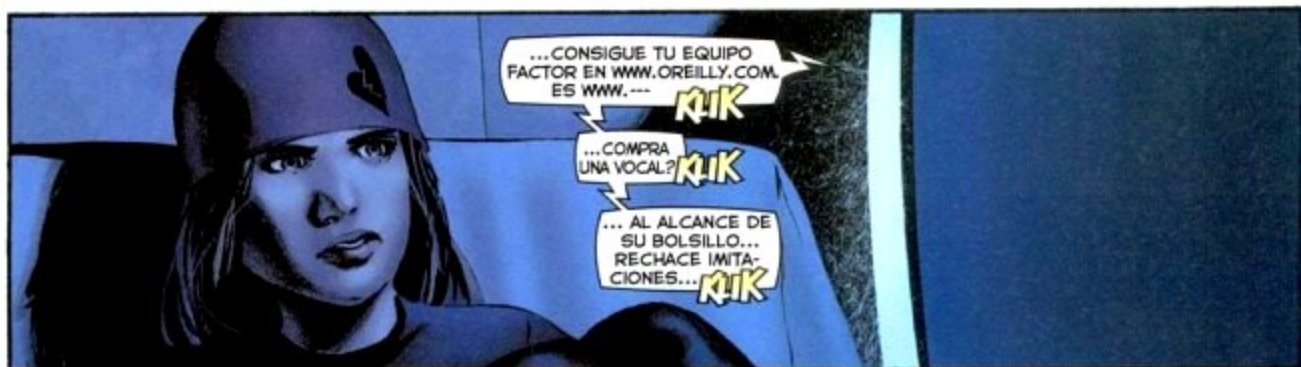 ...CONSIGUE TU EQUIPO
FACTOR EN WWW.OREILLY.COM.
ES WWW.---
KLIK
...COMPRA
UNA VOCAL?
KLIK
... AL ALCANCE DE
SU BOLSILLO...
RECHACE IMITA-
CIONES...
KLIK